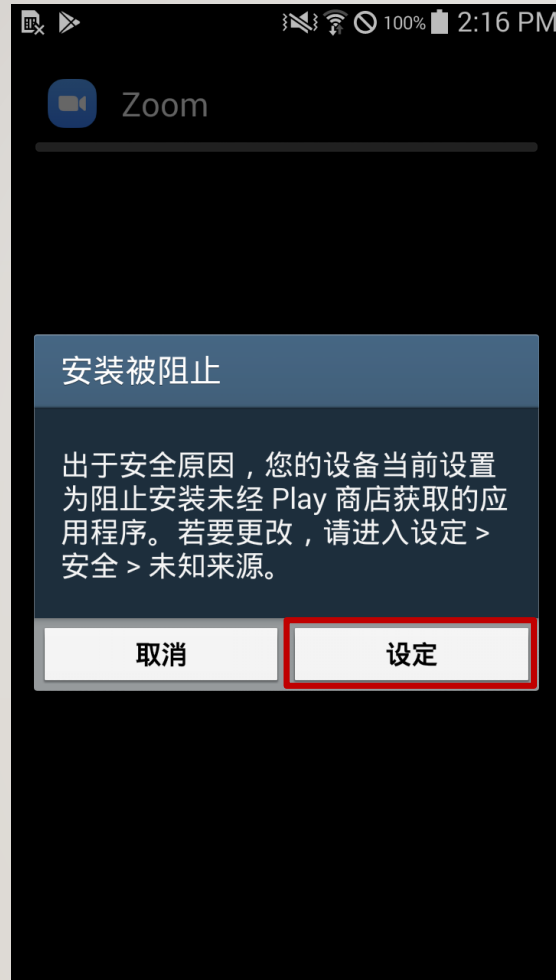 100% 2:16 PM
Zoom
安装被阻止
出于安全原因，您的设备当前设置
为阻止安装未经 Play 商店获取的应
用程序。若要更改，请进入设定 >
安全 > 未知来源。
取消
设定